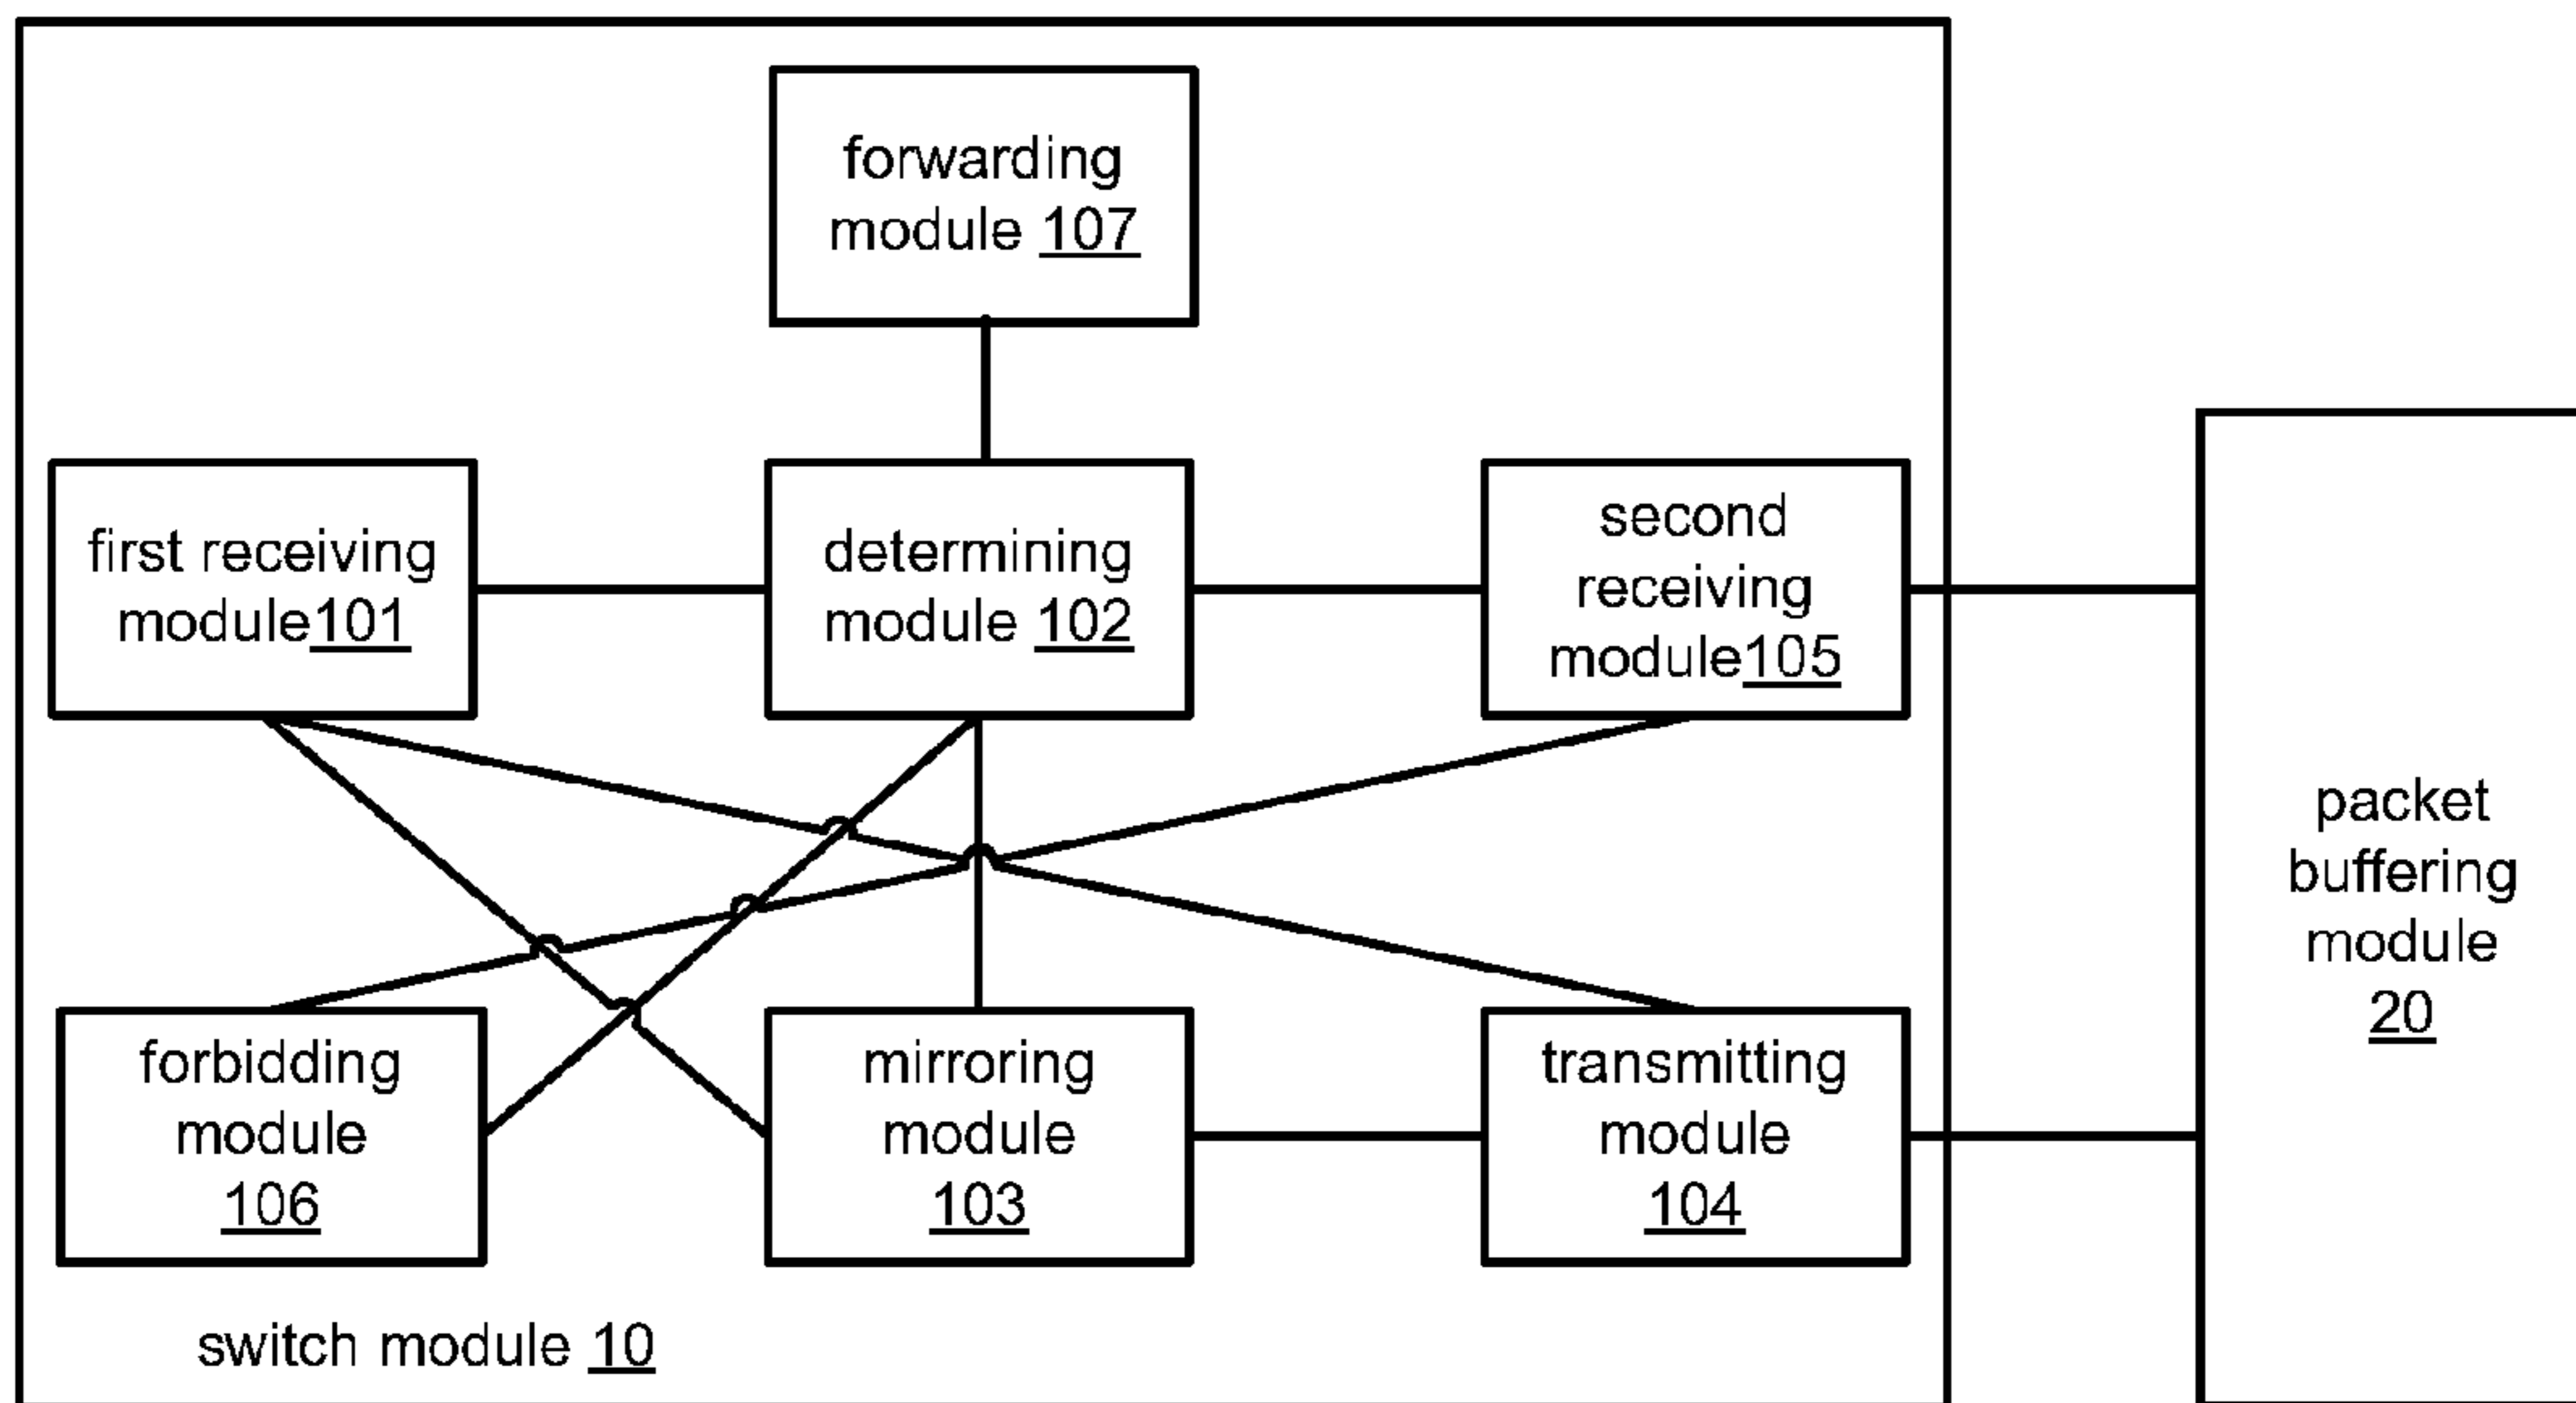 forwarding
module 107
first receiving
module101
determining
module 102
second
receiving
module105
packet
buffering
module
20
forbidding
module
106
mirroring
module
103
transmitting
module
104
switch module 10